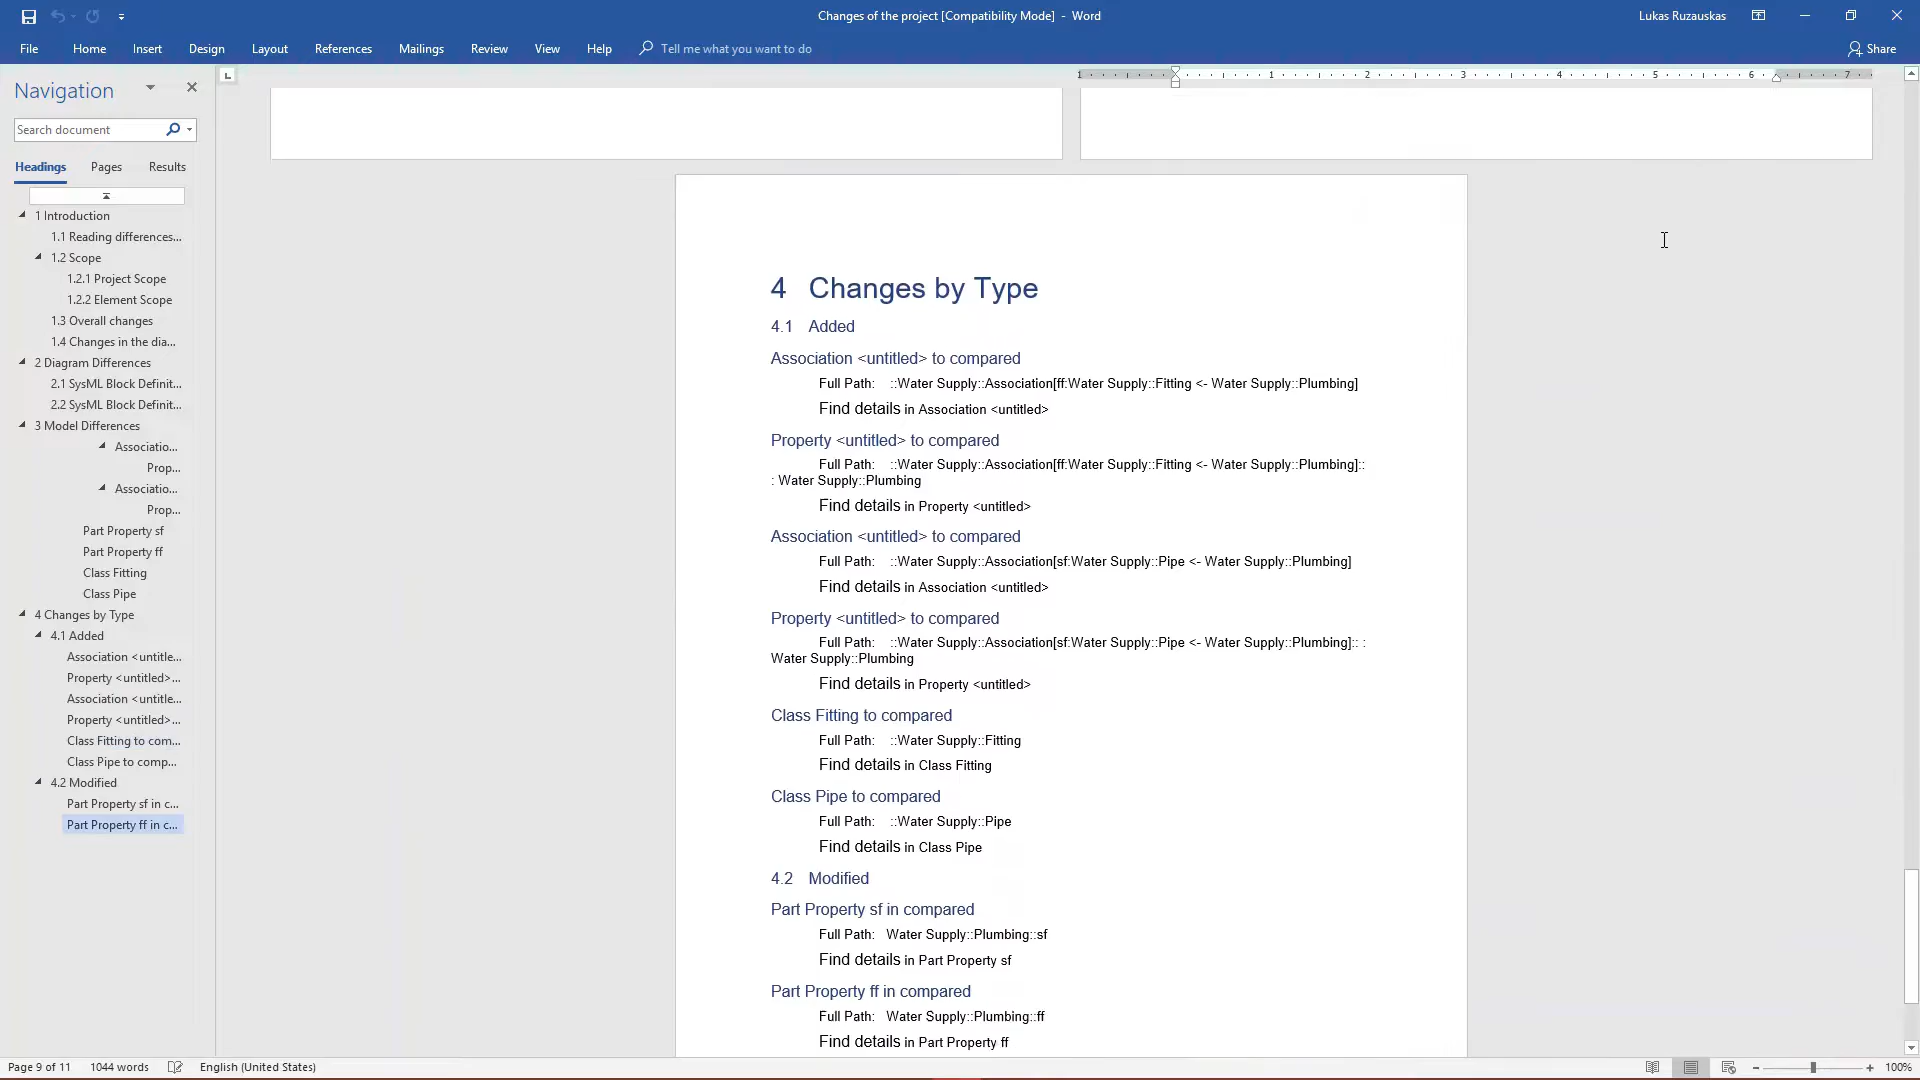 Changes of the project [Compatibility Mode] - Word
Lukas Ruzauskas
File Home Insert Design Layout References Mailings Review View Help Tell me what you want to do Share
Navigation
Search document
Headings Pages Results
1 Introduction
1.1 Reading differences...
1.2 Scope
1.2.1 Project Scope
1.2.2 Element Scope
1.3 Overall changes
1.4 Changes in the dia...
2 Diagram Differences
2.1 SysML Block Definit...
2.2 SysML Block Definit...
3 Model Differences
Associatio...
Prop...
Associatio...
Prop...
Part Property sf
Part Property ff
Class Fitting
Class Pipe
4 Changes by Type
4.1 Added
Association <untitle...
Property <untitled>...
Association <untitle...
Property <untitled>...
Class Fitting to com...
Class Pipe to comp...
4.2 Modified
Part Property sf in c...
Part Property ff in c...
1 1 2 3 4 5 6 7
4 Changes by Type
4.1 Added
Association <untitled> to compared
Full Path: ::Water Supply::Association[ff:Water Supply::Fitting <- Water Supply::Plumbing]
Find details in Association <untitled>
Property <untitled> to compared
Full Path: ::Water Supply::Association[ff:Water Supply::Fitting <- Water Supply::Plumbing]::
: Water Supply::Plumbing
Find details in Property <untitled>
Association <untitled> to compared
Full Path: ::Water Supply::Association[sf:Water Supply::Pipe <- Water Supply::Plumbing]
Find details in Association <untitled>
Property <untitled> to compared
Full Path: ::Water Supply::Association[sf:Water Supply::Pipe <- Water Supply::Plumbing]:: :
Water Supply::Plumbing
Find details in Property <untitled>
Class Fitting to compared
Full Path: ::Water Supply::Fitting
Find details in Class Fitting
Class Pipe to compared
Full Path: ::Water Supply::Pipe
Find details in Class Pipe
4.2 Modified
Part Property sf in compared
Full Path: Water Supply::Plumbing::sf
Find details in Part Property sf
Part Property ff in compared
Full Path: Water Supply::Plumbing::ff
Find details in Part Property ff
Page 9 of 11 1044 words English (United States) 100%